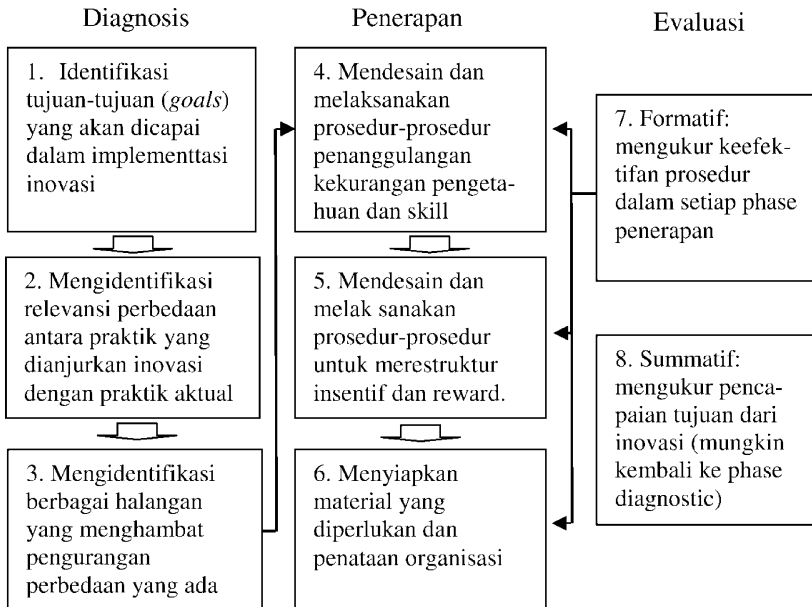 Diagnosis
1. Identifikasi
tujuan-tujuan (goals)
yang akan dicapai
dalam implementtasi
inovasi
2. Mengidentifikasi
relevansi perbedaan
antara praktik yang
dianjurkan inovasi
dengan praktik aktual
3. Mengidentifikasi
berbagai halangan
yang menghambat
pengurangan
perbedaan yang ada
Penerapan
4. Mendesain dan
melaksanakan
prosedur-prosedur
penanggulangan
kekurangan pengeta-
huan dan skill
5. Mendesain dan
melak sanakan
prosedur-prosedur
untuk merestruktur
insentif dan reward.
6. Menyiapkan
material yang
diperlukan dan
penataan organisasi
Evaluasi
7. Formatif:
mengukur keefek-
tifan prosedur
dalam setiap phase
penerapan
8. Summatif:
mengukur penca-
paian tujuan dari
inovasi (mungkin
kembali ke phase
diagnostic)